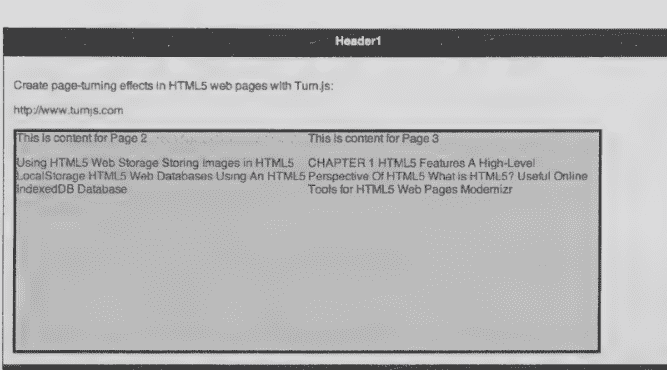 Header1
Create page-turning effects in HTML5 web pages with Turn.js:
http://www.turnjs.com
This is content for Page 2
Using HTML5 Web Storage Storing Images in HTML5
LocalStorage HTML5 Web Databases Using An HTML5
IndexedDB Database
This is content for Page 3
CHAPTER 1 HTML5 Features A High-Level
Perspective Of HTML5 What is HTML5? Useful Online
Tools for HTML5 Web Pages Modernizr